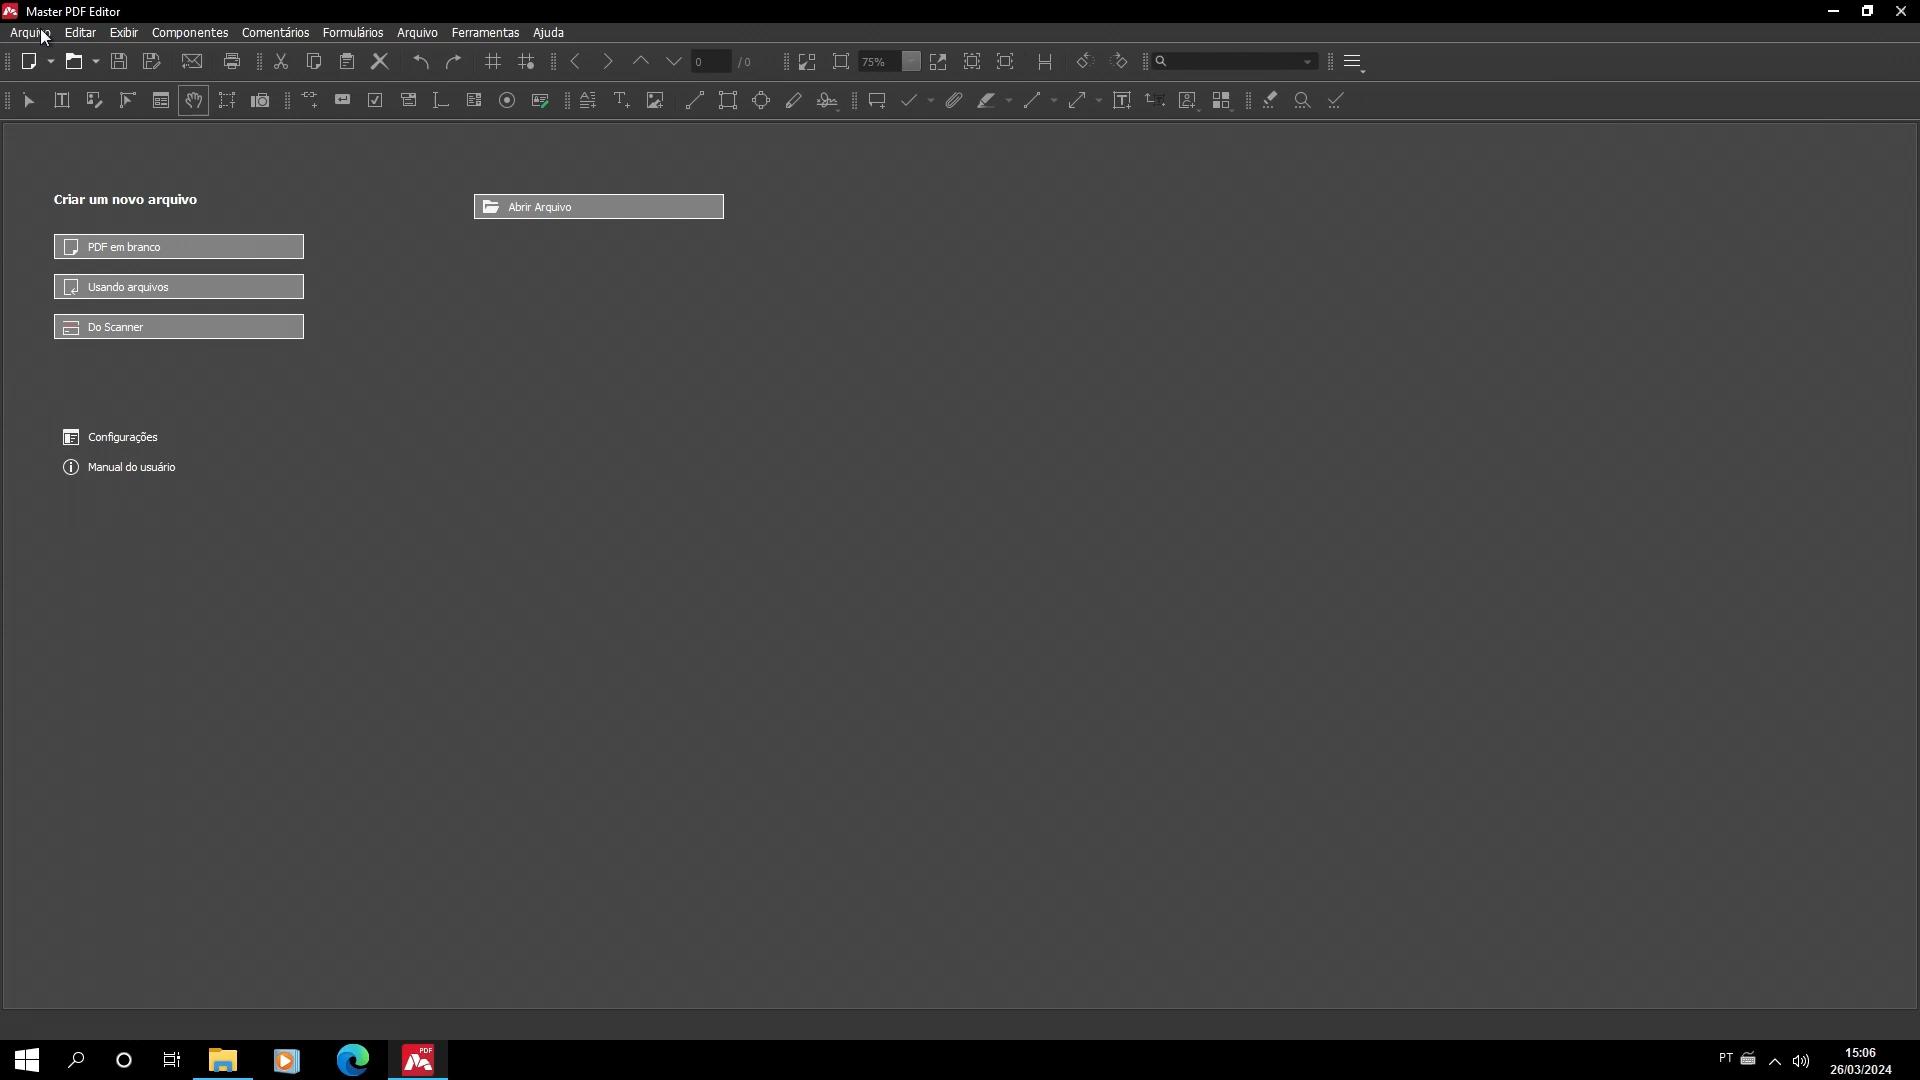 Master PDF Editor
Arquivo Editar Exibir Componentes Comentários Formulários Arquivo Ferramentas Ajuda
0 / 0 75%
Criar um novo arquivo
Abrir Arquivo
PDF em branco
Usando arquivos
Do Scanner
Configurações
Manual do usuário
PDF
PT
15:06
26/03/2024